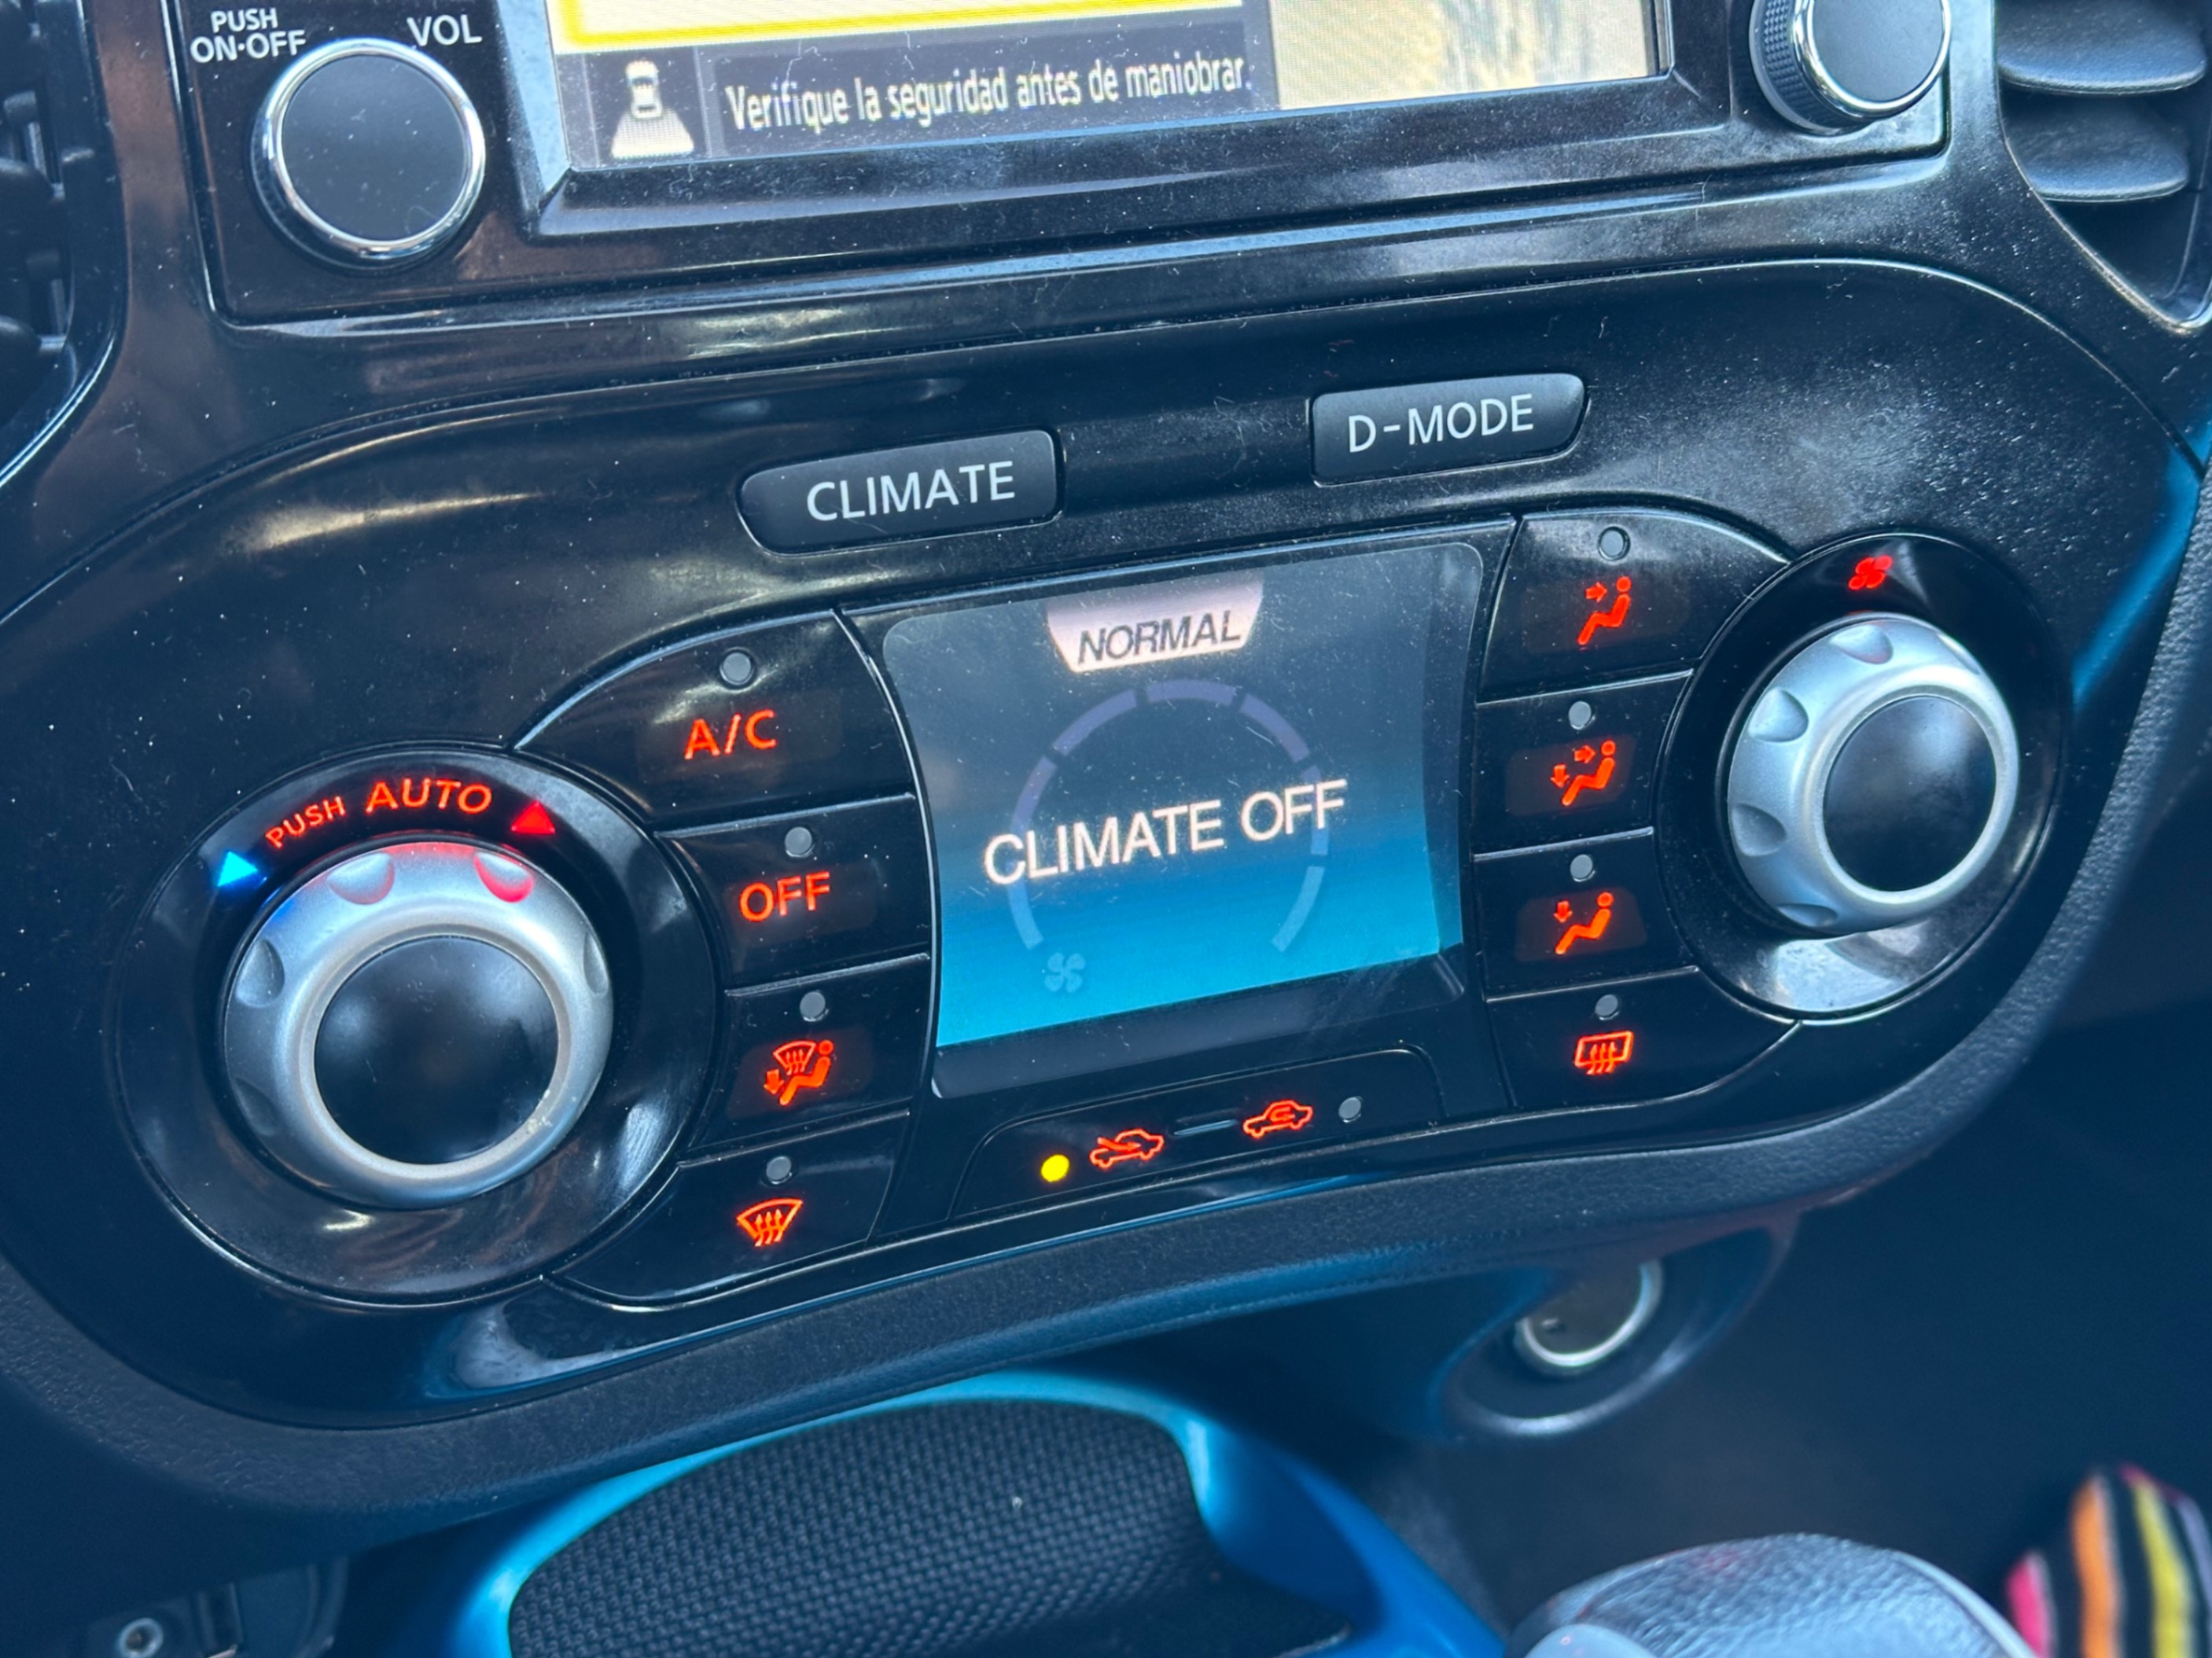 PUSH
ON·OFF
VOL
Verifique la seguridad antes de maniobrar.
CLIMATE
D-MODE
NORMAL
A/C
PUSH AUTO
CLIMATE OFF
OFF